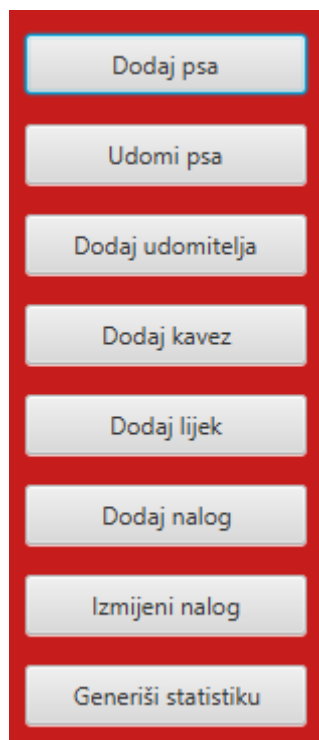 Dodaj psa
Udomi psa
Dodaj udomitelja
Dodaj kavez
Dodaj lijek
Dodaj nalog
Izmijeni nalog
Generiši statistiku